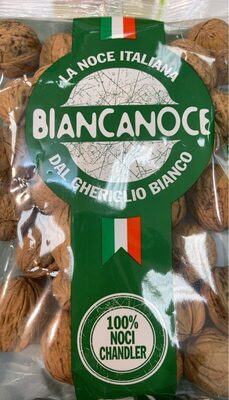 LA NOCE ITALIANA
BIANCANOCE
DAL GHERIGLIO BIANCO
100%
NOCI
CHANDLER